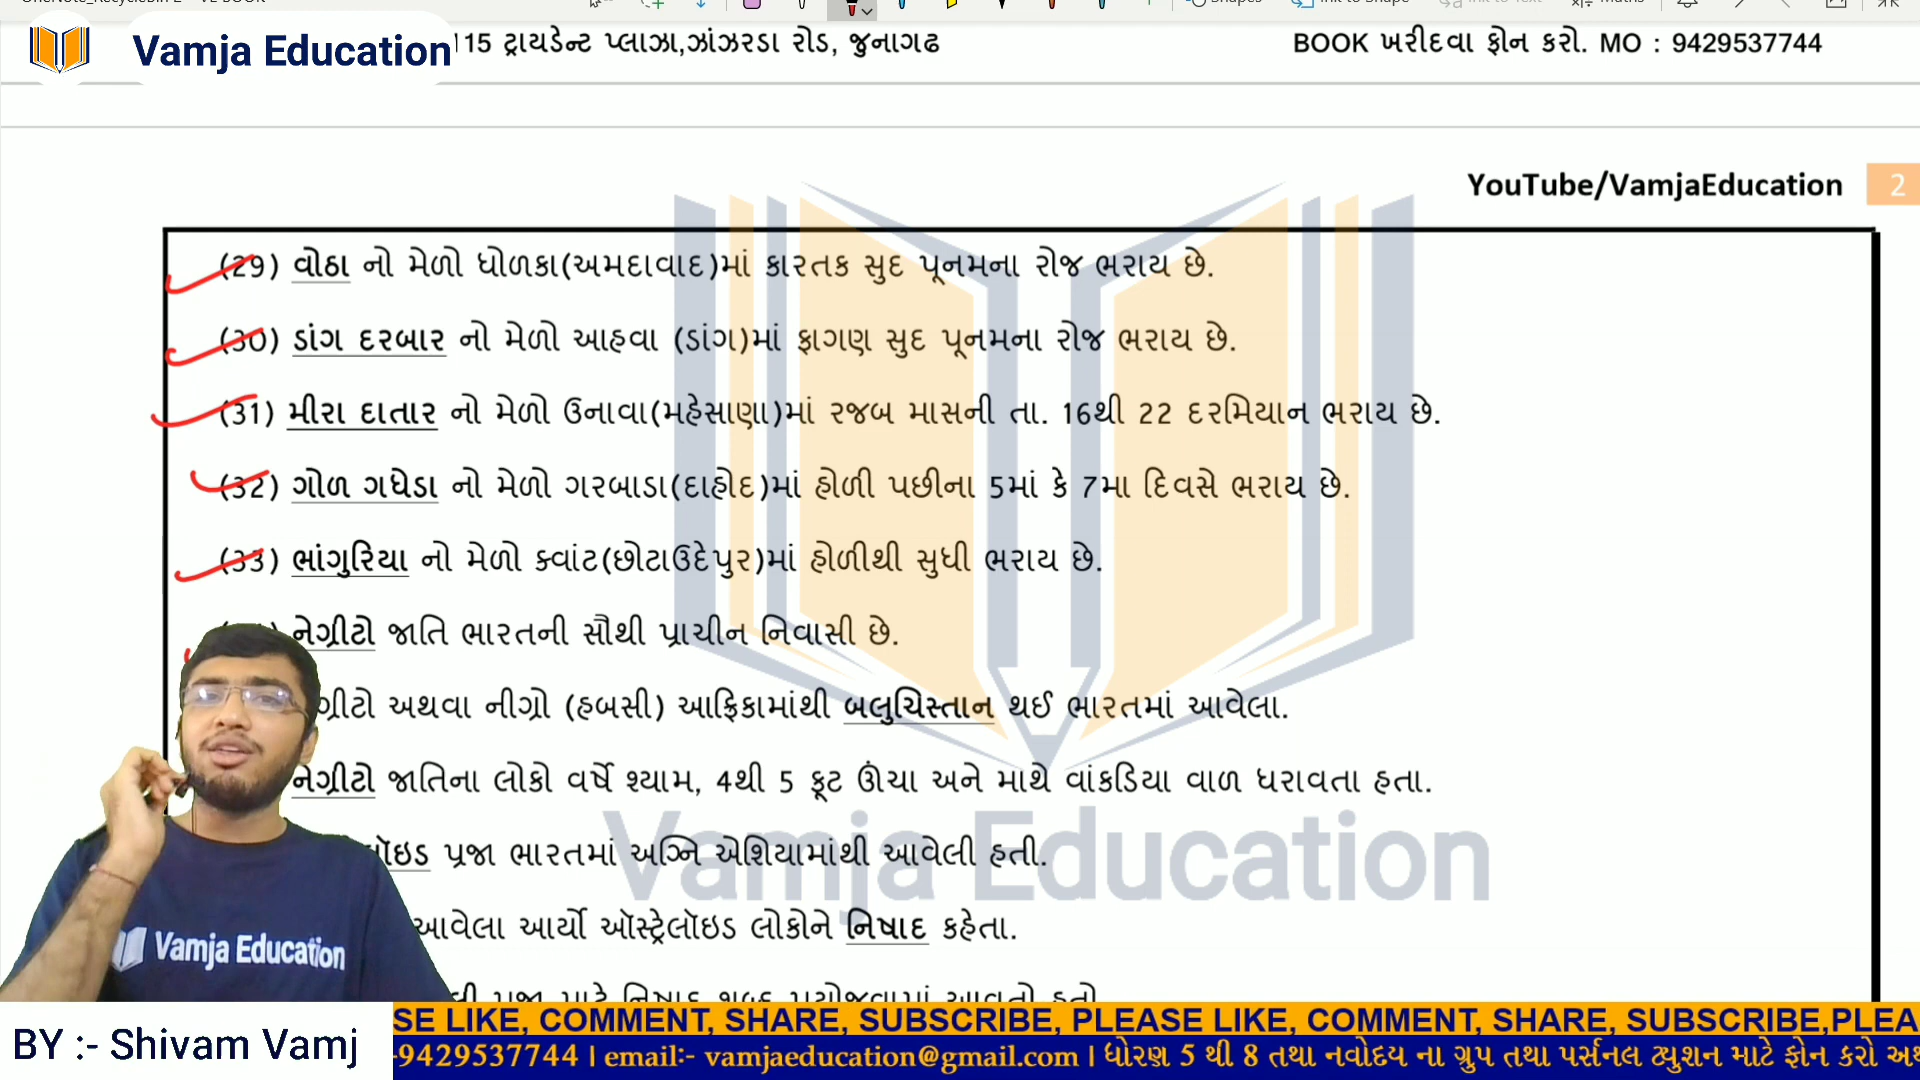 Vamja Education
115 ટ્રાયડેન્ટ પ્લાઝા,ઝાંઝરડા રોડ, જુનાગઢ
BOOK ખરીદવા ફોન કરો. MO : 9429537744
YouTube/VamjaEducation 2
(29) વોઠા નો મેળો ધોળકા(અમદાવાદ)માં કારતક સુદ પૂનમના રોજ ભરાય છે.
(30) ડાંગ દરબાર નો મેળો આહવા (ડાંગ)માં ફાગણ સુદ પૂનમના રોજ ભરાય છે.
(31) મીરા દાતાર નો મેળો ઉનાવા(મહેસાણા)માં રજબ માસની તા. 16થી 22 દરમિયાન ભરાય છે.
(32) ગોળ ગધેડા નો મેળો ગરબાડા(દાહોદ)માં હોળી પછીના 5માં કે 7મા દિવસે ભરાય છે.
(33) ભાંગુરિયા નો મેળો ક્વાંટ(છોટાઉદેપુર)માં હોળીથી સુધી ભરાય છે.
નેગ્રીટો જાતિ ભારતની સૌથી પ્રાચીન નિવાસી છે.
અથવા નીગ્રો (હબસી) આફ્રિકામાંથી બલુચિસ્તાન થઈ ભારતમાં આવેલા.
નેગ્રીટો જાતિના લોકો વર્ષે શ્યામ, 4થી 5 ફૂટ ઊંચા અને માથે વાંકડિયા વાળ ધરાવતા હતા.
પ્રજા ભારતમાં અગ્નિ એશિયામાંથી આવેલી હતી.
આવેલા આર્યો ઑસ્ટ્રેલૉઇડ લોકોને નિષાદ કહેતા.
Vamja Education
Vamja Education
BY :- Shivam Vamj
LIKE, COMMENT, SHARE, SUBSCRIBE, PLEASE LIKE, COMMENT, SHARE, SUBSCRIBE,
9429537744 | email:- vamjaeducation@gmail.com | ધોરણ 5 થી 8 તથા નવોદય ના ગ્રુપ તથા પર્સનલ ટ્યુશન માટે ફોન કરો